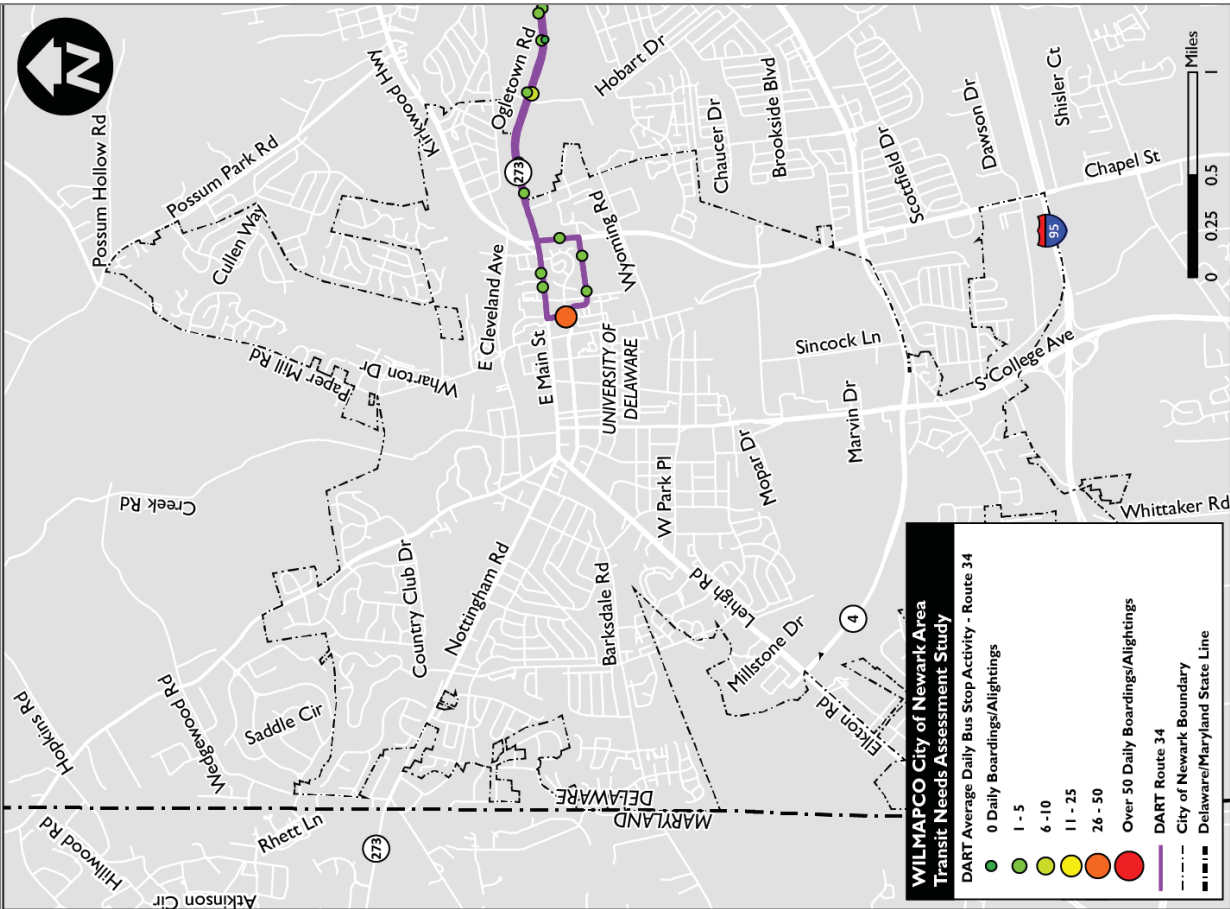 N
Possum Hollow Rd
Possum Park Rd
Cullen Way
Kirkwood Hwy
Ogletown Rd
Hobart Dr
Brookside Blvd
Chaucer Dr
Scottfield Dr
Dawson Dr
Shisler Ct
Chapel St
Miles
0
0.25
0.5
1
273
Wyoming Rd
95
E Cleveland Ave
E Main St
UNIVERSITY OF
DELAWARE
Sincock Ln
S College Ave
Paper Mill Rd
Wharton Dr
Marvin Dr
Mopar Dr
W Park Pl
Creek Rd
Whittaker Rd
Country Club Dr
Nottingham Rd
Barksdale Rd
Lehigh Rd
Millstone Dr
4
Elkton Rd
Hopkins Rd
Wedgewood Rd
Saddle Cir
DELAWARE
MARYLAND
Hillwood Rd
Rhett Ln
273
Atkinson Cir
WILMAPCO City of Newark Area
Transit Needs Assessment Study
DART Average Daily Bus Stop Activity - Route 34
0 Daily Boardings/Alightings
1 - 5
6 -10
11 - 25
26 - 50
Over 50 Daily Boardings/Alightings
DART Route 34
City of Newark Boundary
Delaware/Maryland State Line